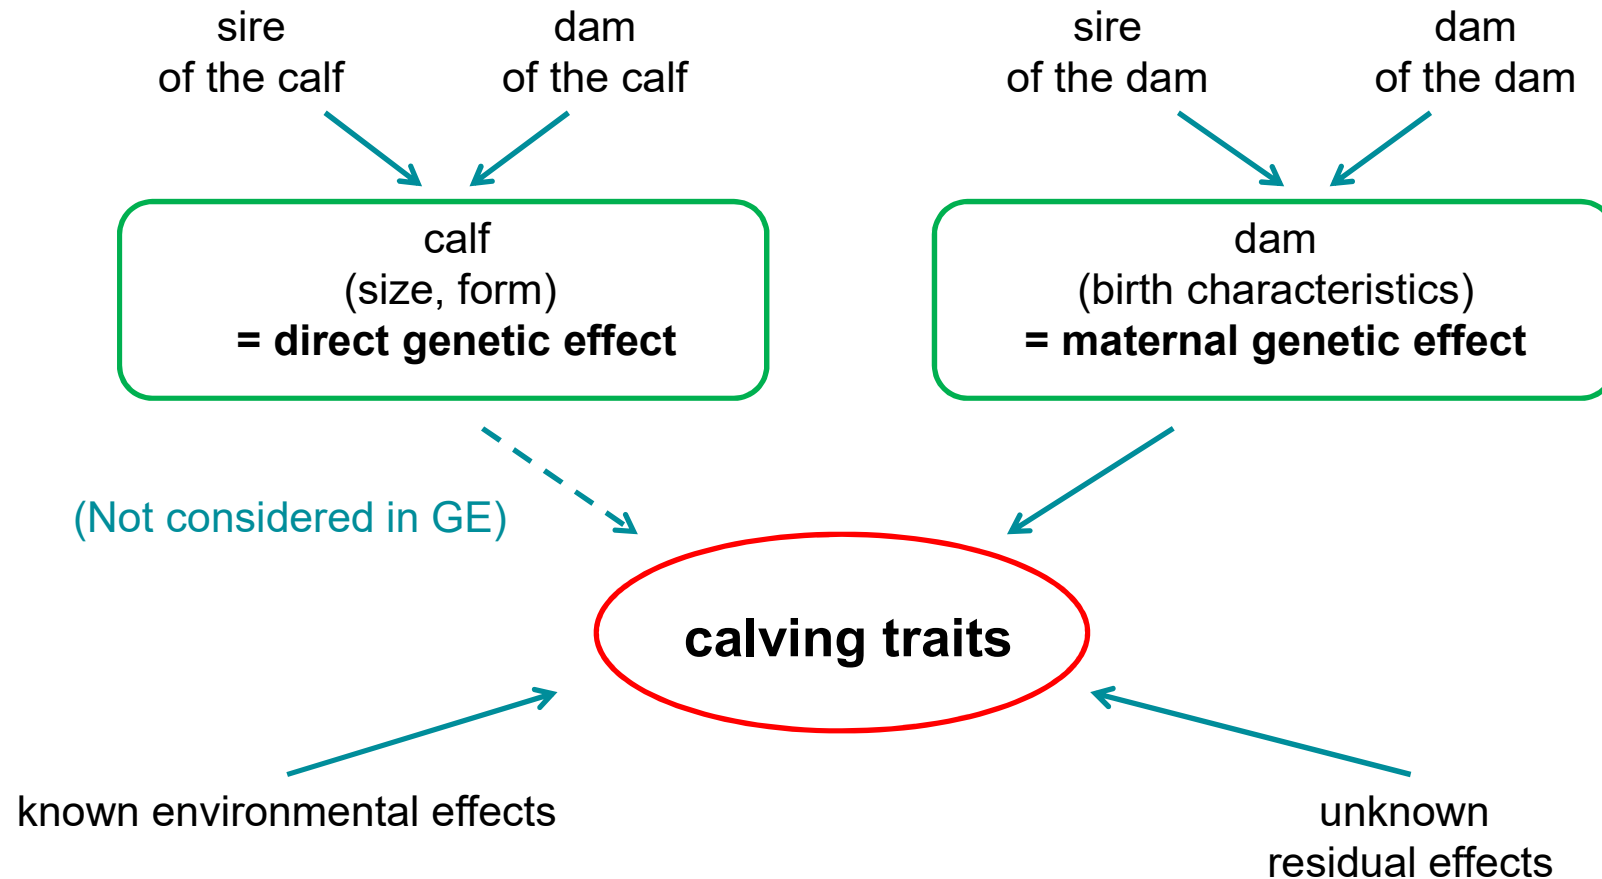 sire
of the calf
dam
of the calf
sire
of the dam
dam
of the dam
calf
(size, form)
= direct genetic effect
dam
(birth characteristics)
= maternal genetic effect
(Not considered in GE)
calving traits
known environmental effects
unknown
residual effects